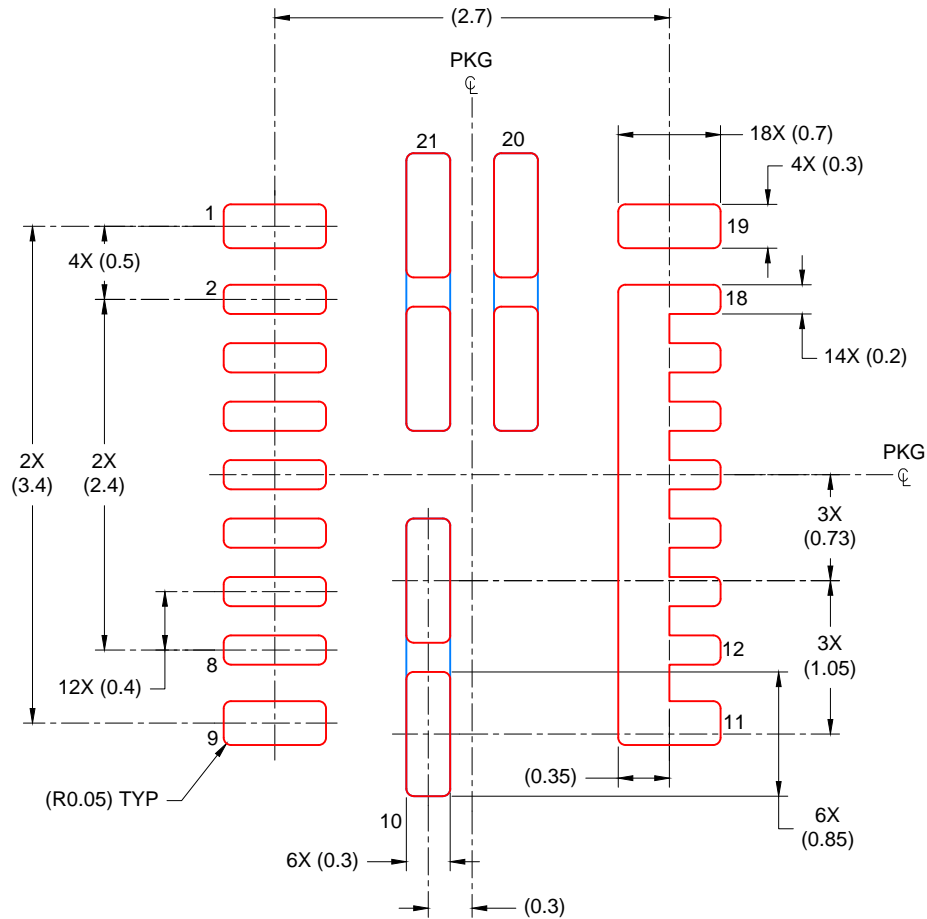 (2.7)
PKG
℄
21
20
18X (0.7)
4X (0.3)
1
19
4X (0.5)
2
18
14X (0.2)
2X
(3.4)
2X
(2.4)
PKG
℄
3X
(0.73)
8
12
3X
(1.05)
12X (0.4)
9
11
(R0.05) TYP
(0.35)
10
6X
(0.85)
6X (0.3)
(0.3)